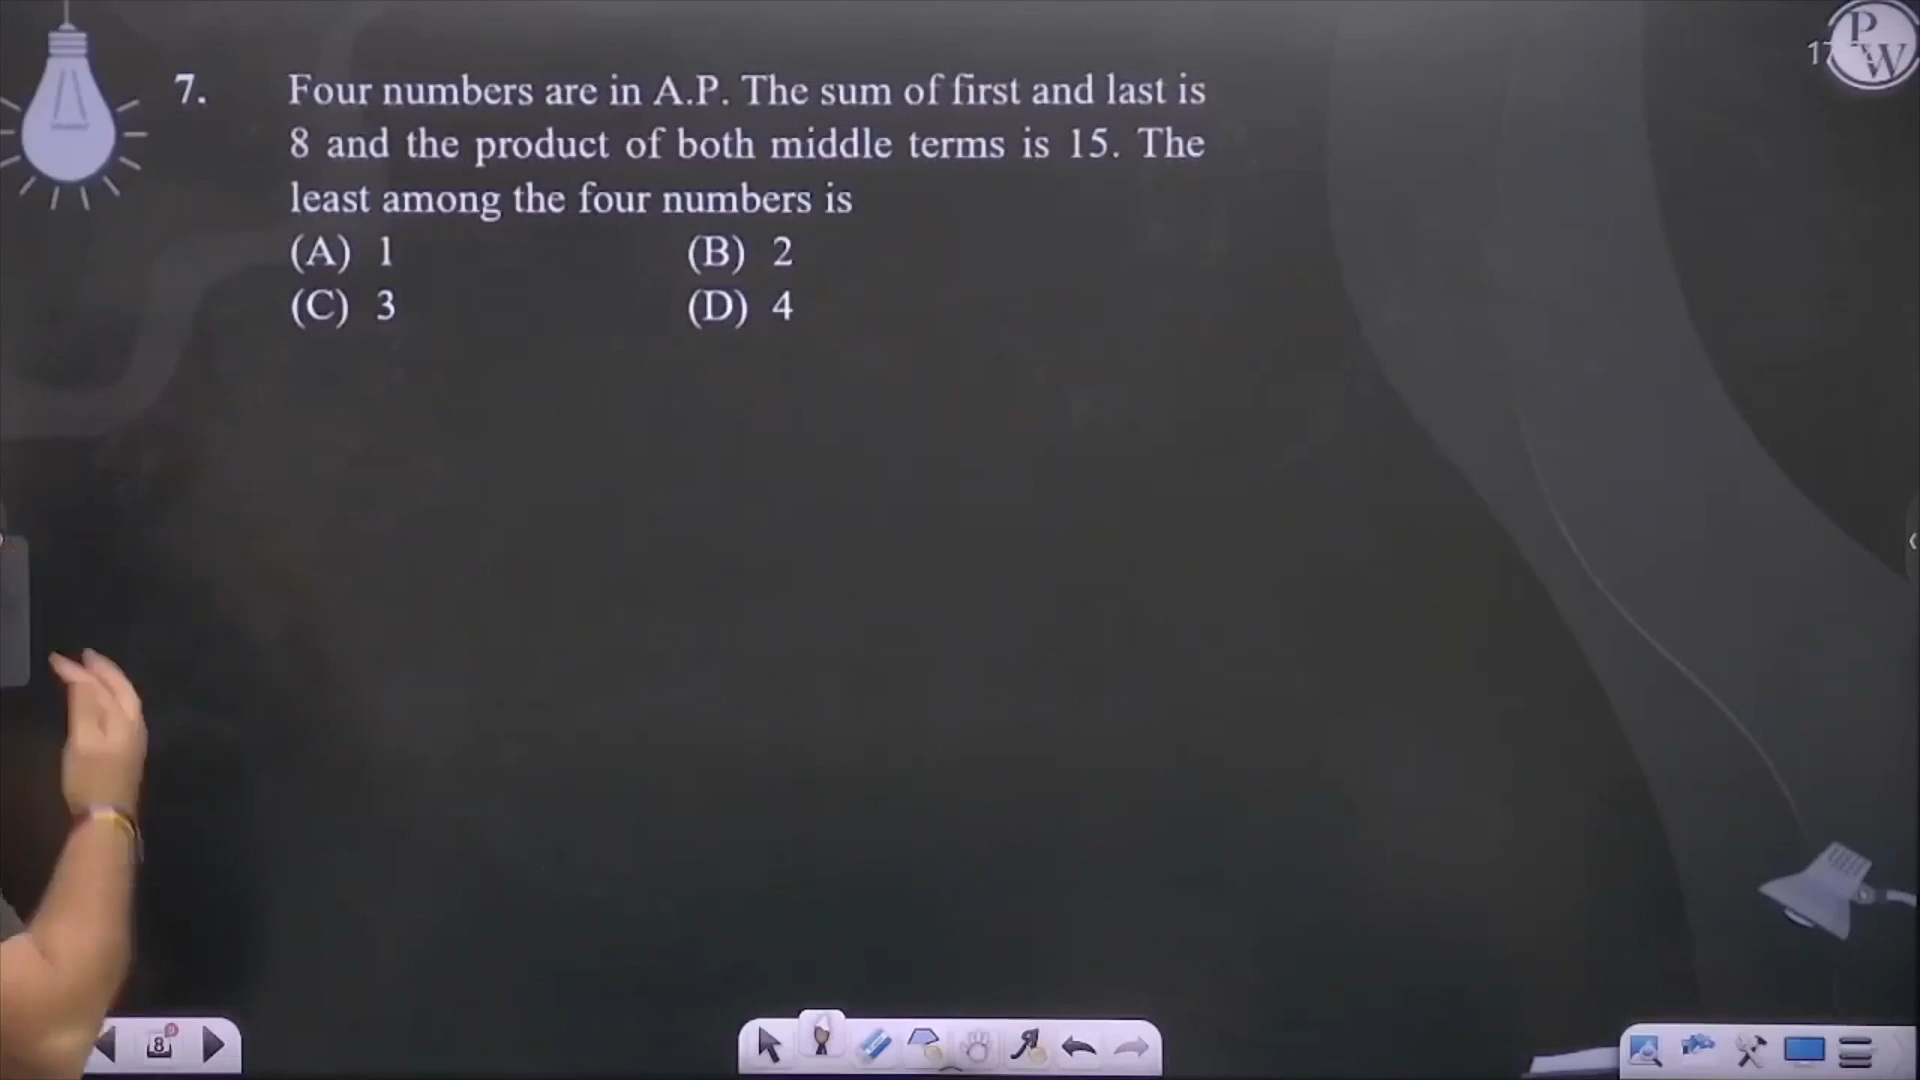 7. Four numbers are in A.P. The sum of first and last is
8 and the product of both middle terms is 15. The
least among the four numbers is
(A) 1 (B) 2
(C) 3 (D) 4
PW
8